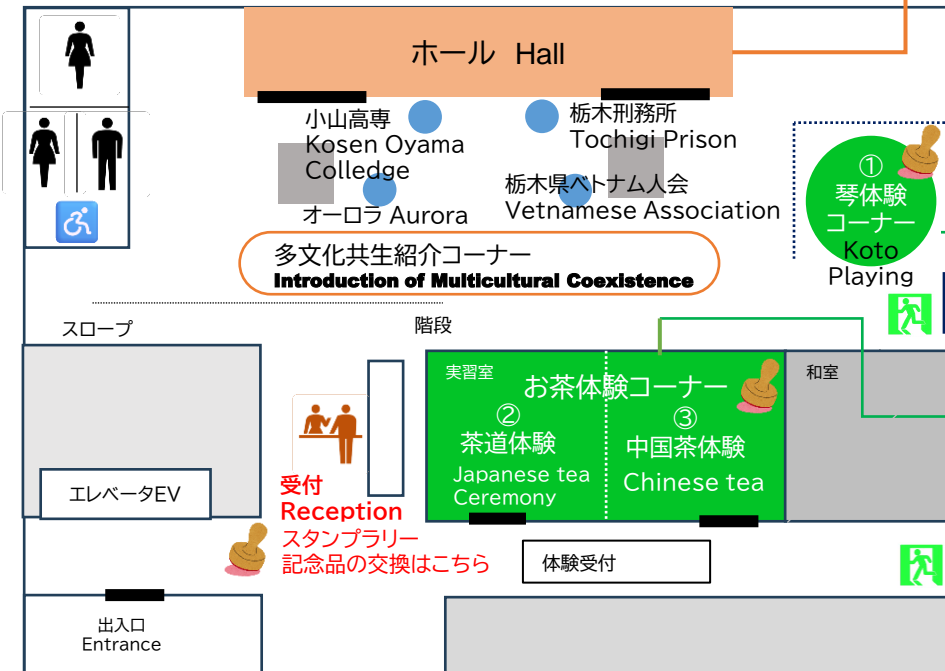 ホール Hall
小山高専
Kosen Oyama
Colledge
栃木刑務所
Tochigi Prison
オーロラ Aurora
栃木県ベトナム人会
Vetnamese Association
①
琴体験
コーナー
Koto
Playing
多文化共生紹介コーナー
Introduction of Multicultural Coexistence
スロープ
階段
実習室
お茶体験コーナー
②
茶道体験
Japanese tea
Ceremony
③
中国茶体験
Chinese tea
和室
エレベータEV
受付
Reception
スタンプラリー
記念品の交換はこちら
体験受付
出入口
Entrance